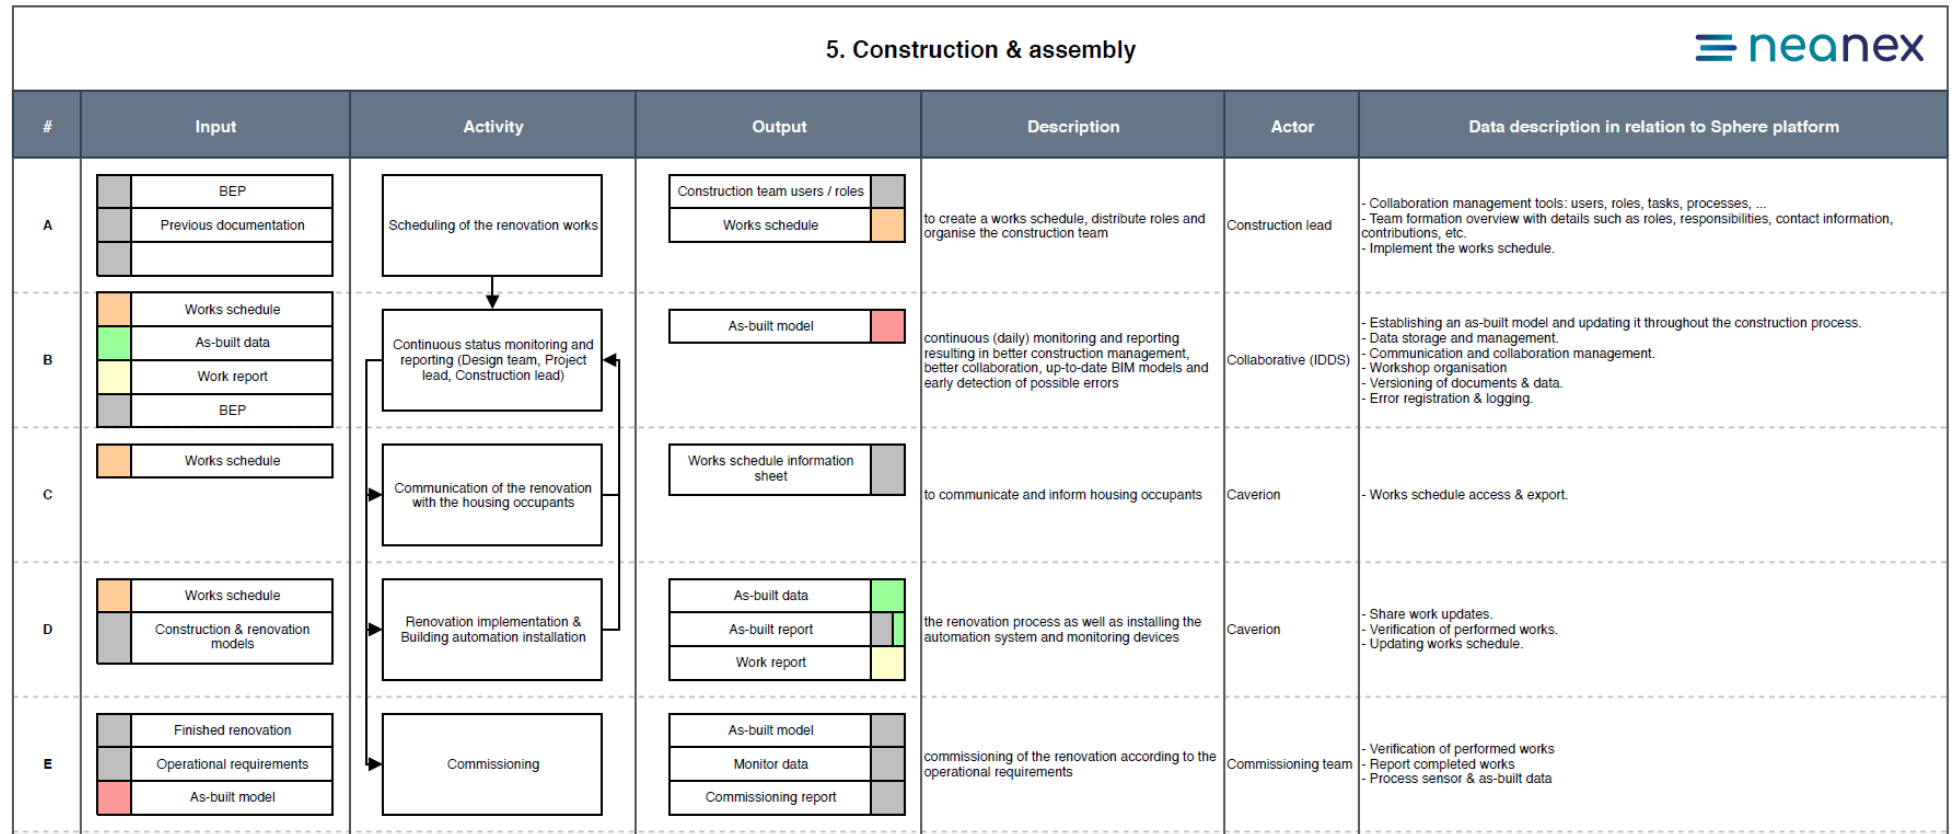 5. Construction & assembly
neanex
#
Input
Activity
Output
Description
Actor
Data description in relation to Sphere platform
A
BEP
Previous documentation
Scheduling of the renovation works
Construction team users / roles
Works schedule
to create a works schedule, distribute roles and
organise the construction team
Construction lead
- Collaboration management tools: users, roles, tasks, processes, ...
- Team formation overview with details such as roles, responsibilities, contact information,
contributions, etc.
- Implement the works schedule.
B
Works schedule
As-built data
Work report
BEP
Continuous status monitoring and
reporting (Design team, Project
lead, Construction lead)
As-built model
continuous (daily) monitoring and reporting
resulting in better construction management,
better collaboration, up-to-date BIM models and
early detection of possible errors
Collaborative (IDDS)
- Establishing an as-built model and updating it throughout the construction process.
- Data storage and management.
- Communication and collaboration management.
- Workshop organisation
- Versioning of documents & data.
- Error registration & logging.
C
Works schedule
Communication of the renovation
with the housing occupants
Works schedule information
sheet
to communicate and inform housing occupants
Caverion
- Works schedule access & export.
D
Works schedule
Construction & renovation
models
Renovation implementation &
Building automation installation
As-built data
As-built report
Work report
the renovation process as well as installing the
automation system and monitoring devices
Caverion
- Share work updates.
- Verification of performed works.
- Updating works schedule.
E
Finished renovation
Operational requirements
As-built model
Commissioning
As-built model
Monitor data
Commissioning report
commissioning of the renovation according to the
operational requirements
Commissioning team
- Verification of performed works
- Report completed works
- Process sensor & as-built data